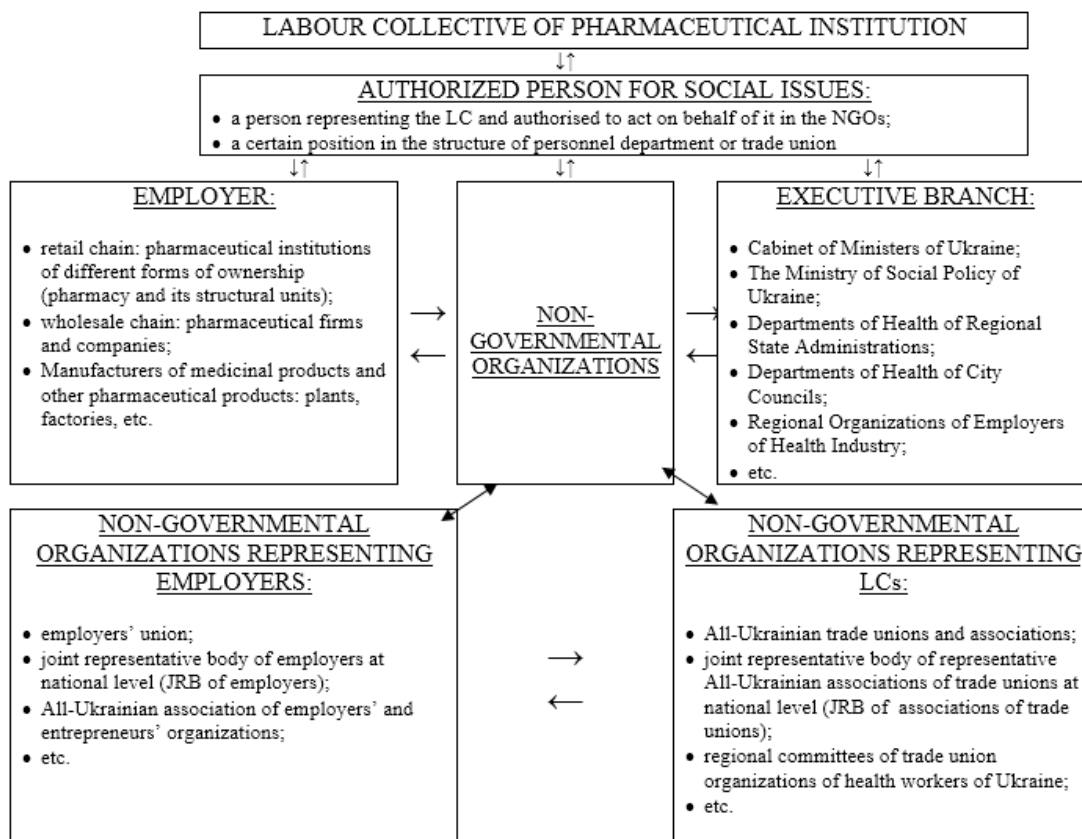 LABOUR COLLECTIVE OF PHARMACEUTICAL INSTITUTION
↓↑
AUTHORIZED PERSON FOR SOCIAL ISSUES:
• a person representing the LC and authorised to act on behalf of it in the NGOs;
• a certain position in the structure of personnel department or trade union
↓↑ ↓↑ ↓↑
EMPLOYER:
• retail chain: pharmaceutical institutions
of different forms of ownership
(pharmacy and its structural units);
• wholesale chain: pharmaceutical firms
and companies;
• Manufacturers of medicinal products and
other pharmaceutical products: plants,
factories, etc.
→
←
NON-
GOVERNMENTAL
ORGANIZATIONS
→
←
EXECUTIVE BRANCH:
• Cabinet of Ministers of Ukraine;
• The Ministry of Social Policy of
Ukraine;
• Departments of Health of Regional
State Administrations;
• Departments of Health of City
Councils;
• Regional Organizations of Employers
of Health Industry;
• etc.
NON-GOVERNMENTAL
ORGANIZATIONS REPRESENTING
EMPLOYERS:
• employers’ union;
• joint representative body of employers at
national level (JRB of employers);
• All-Ukrainian association of employers’ and
entrepreneurs’ organizations;
• etc.
→
←
NON-GOVERNMENTAL
ORGANIZATIONS REPRESENTING
LCs:
• All-Ukrainian trade unions and associations;
• joint representative body of representative
All-Ukrainian associations of trade unions at
national level (JRB of associations of trade
unions);
• regional committees of trade union
organizations of health workers of Ukraine;
• etc.